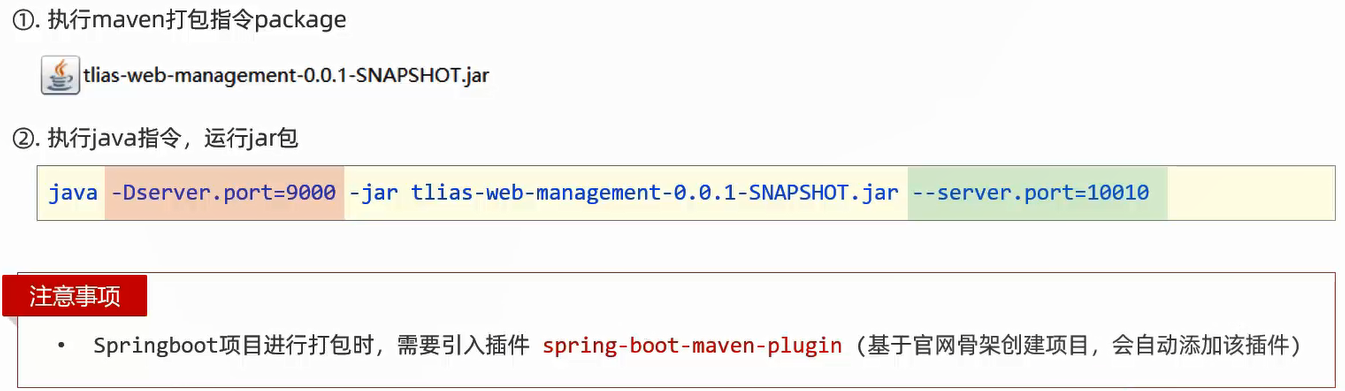 ①. 执行maven打包指令package
tlias-web-management-0.0.1-SNAPSHOT.jar
②. 执行java指令，运行jar包
java -Dserver.port=9000 -jar tlias-web-management-0.0.1-SNAPSHOT.jar --server.port=10010
注意事项
• Springboot项目进行打包时，需要引入插件 spring-boot-maven-plugin (基于官网骨架创建项目，会自动添加该插件)